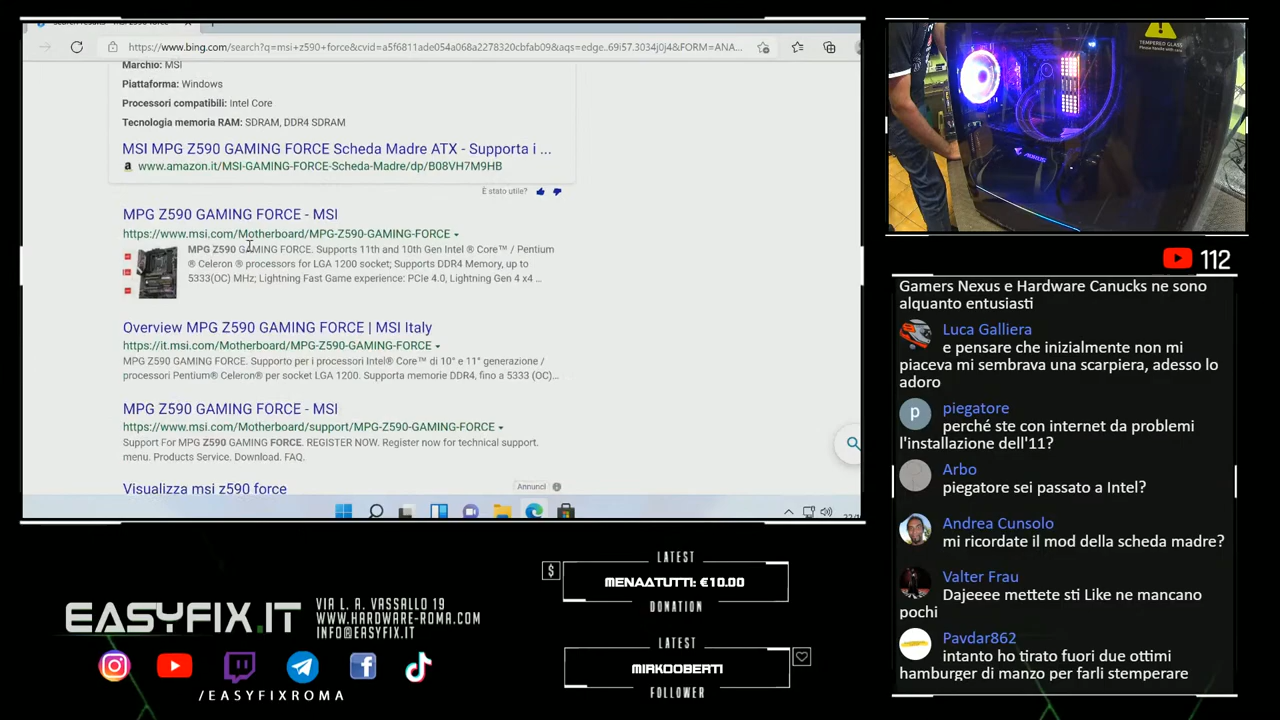 https://www.bing.com/search?q=msi+z590+force&cvid=a5f6811ade054a068a2278320cbfab09&aqs=edge..69i57.3034j0j4&FORM=ANA...
Marchio: MSI
Piattaforma: Windows
Processori compatibili: Intel Core
Tecnologia memoria RAM: SDRAM, DDR4 SDRAM
MSI MPG Z590 GAMING FORCE Scheda Madre ATX - Supporta i ...
a www.amazon.it/MSI-GAMING-FORCE-Scheda-Madre/dp/B08VH7M9HB
È stato utile?
MPG Z590 GAMING FORCE - MSI
https://www.msi.com/Motherboard/MPG-Z590-GAMING-FORCE
MPG Z590 GAMING FORCE. Supports 11th and 10th Gen Intel ® Core™ / Pentium
® Celeron ® processors for LGA 1200 socket; Supports DDR4 Memory, up to
5333(OC) MHz; Lightning Fast Game experience: PCIe 4.0, Lightning Gen 4 x4 ...
Overview MPG Z590 GAMING FORCE | MSI Italy
https://it.msi.com/Motherboard/MPG-Z590-GAMING-FORCE
MPG Z590 GAMING FORCE. Supporto per i processori Intel® Core™ di 10° e 11° generazione /
processori Pentium® Celeron® per socket LGA 1200. Supporta memorie DDR4, fino a 5333 (OC)...
MPG Z590 GAMING FORCE - MSI
https://www.msi.com/Motherboard/support/MPG-Z590-GAMING-FORCE
Support For MPG Z590 GAMING FORCE. REGISTER NOW. Register now for technical support.
menu. Products Service. Download. FAQ.
Annunci
Visualizza msi z590 force
TEMPERED GLASS
AORUS
112
Gamers Nexus e Hardware Canucks ne sono
alquanto entusiasti
Luca Galliera
e pensare che inizialmente non mi
piaceva mi sembrava una scarpiera, adesso lo
adoro
p piegatore
perché ste con internet da problemi
l'installazione dell'11?
Arbo
piegatore sei passato a Intel?
Andrea Cunsolo
mi ricordate il mod della scheda madre?
Valter Frau
Dajeeee mettete sti Like ne mancano
pochi
Pavdar862
intanto ho tirato fuori due ottimi
hamburger di manzo per farli stemperare
EASYFIX.IT
VIA L. A. VASSALLO 19
WWW.HARDWARE-ROMA.COM
INFO@EASYFIX.IT
/EASYFIXROMA
LATEST
$ MENAATUTTI: €10.00
DONATION
LATEST
MIRKOOBERTI
FOLLOWER